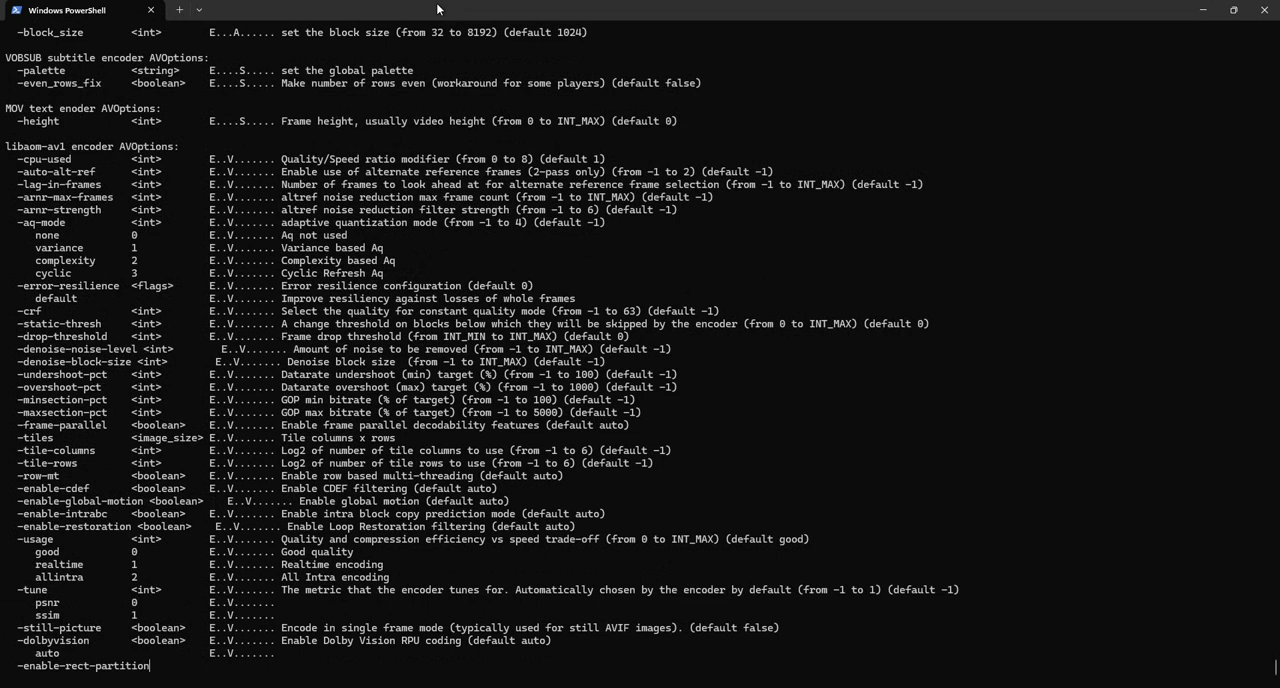 Windows PowerShell
-block_size <int> E...A...... set the block size (from 32 to 8192) (default 1024)
VOBSUB subtitle encoder AVOptions:
-palette <string> E....S..... set the global palette
-even_rows_fix <boolean> E....S..... Make number of rows even (workaround for some players) (default false)
MOV text enoder AVOptions:
-height <int> E....S..... Frame height, usually video height (from 0 to INT_MAX) (default 0)
libaom-av1 encoder AVOptions:
-cpu-used <int> E..V....... Quality/Speed ratio modifier (from 0 to 8) (default 1)
-auto-alt-ref <int> E..V....... Enable use of alternate reference frames (2-pass only) (from -1 to 2) (default -1)
-lag-in-frames <int> E..V....... Number of frames to look ahead at for alternate reference frame selection (from -1 to INT_MAX) (default -1)
-arnr-max-frames <int> E..V....... altref noise reduction max frame count (from -1 to INT_MAX) (default -1)
-arnr-strength <int> E..V....... altref noise reduction filter strength (from -1 to 6) (default -1)
-aq-mode <int> E..V....... adaptive quantization mode (from -1 to 4) (default -1)
none 0 E..V....... Aq not used
variance 1 E..V....... Variance based Aq
complexity 2 E..V....... Complexity based Aq
cyclic 3 E..V....... Cyclic Refresh Aq
-error-resilience <flags> E..V....... Error resilience configuration (default 0)
default E..V....... Improve resiliency against losses of whole frames
-crf <int> E..V....... Select the quality for constant quality mode (from -1 to 63) (default -1)
-static-thresh <int> E..V....... A change threshold on blocks below which they will be skipped by the encoder (from 0 to INT_MAX) (default 0)
-drop-threshold <int> E..V....... Frame drop threshold (from INT_MIN to INT_MAX) (default 0)
-denoise-noise-level <int> E..V....... Amount of noise to be removed (from -1 to INT_MAX) (default -1)
-denoise-block-size <int> E..V....... Denoise block size (from -1 to INT_MAX) (default -1)
-undershoot-pct <int> E..V....... Datarate undershoot (min) target (%) (from -1 to 100) (default -1)
-overshoot-pct <int> E..V....... Datarate overshoot (max) target (%) (from -1 to 1000) (default -1)
-minsection-pct <int> E..V....... GOP min bitrate (% of target) (from -1 to 100) (default -1)
-maxsection-pct <int> E..V....... GOP max bitrate (% of target) (from -1 to 5000) (default -1)
-frame-parallel <boolean> E..V....... Enable frame parallel decodability features (default auto)
-tiles <image_size> E..V....... Tile columns x rows
-tile-columns <int> E..V....... Log2 of number of tile columns to use (from -1 to 6) (default -1)
-tile-rows <int> E..V....... Log2 of number of tile rows to use (from -1 to 6) (default -1)
-row-mt <boolean> E..V....... Enable row based multi-threading (default auto)
-enable-cdef <boolean> E..V....... Enable CDEF filtering (default auto)
-enable-global-motion <boolean> E..V....... Enable global motion (default auto)
-enable-intrabc <boolean> E..V....... Enable intra block copy prediction mode (default auto)
-enable-restoration <boolean> E..V....... Enable Loop Restoration filtering (default auto)
-usage <int> E..V....... Quality and compression efficiency vs speed trade-off (from 0 to INT_MAX) (default good)
good 0 E..V....... Good quality
realtime 1 E..V....... Realtime encoding
allintra 2 E..V....... All Intra encoding
-tune <int> E..V....... The metric that the encoder tunes for. Automatically chosen by the encoder by default (from -1 to 1) (default -1)
psnr 0 E..V.......
ssim 1 E..V.......
-still-picture <boolean> E..V....... Encode in single frame mode (typically used for still AVIF images). (default false)
-dolbyvision <boolean> E..V....... Enable Dolby Vision RPU coding (default auto)
auto E..V.......
-enable-rect-partition